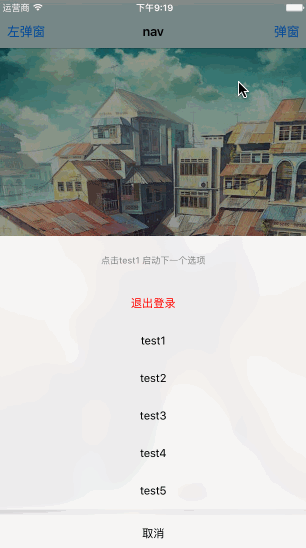 运营商 下午9:19
左弹窗 nav 弹窗
点击test1 启动下一个选项
退出登录
test1
test2
test3
test4
test5
取消